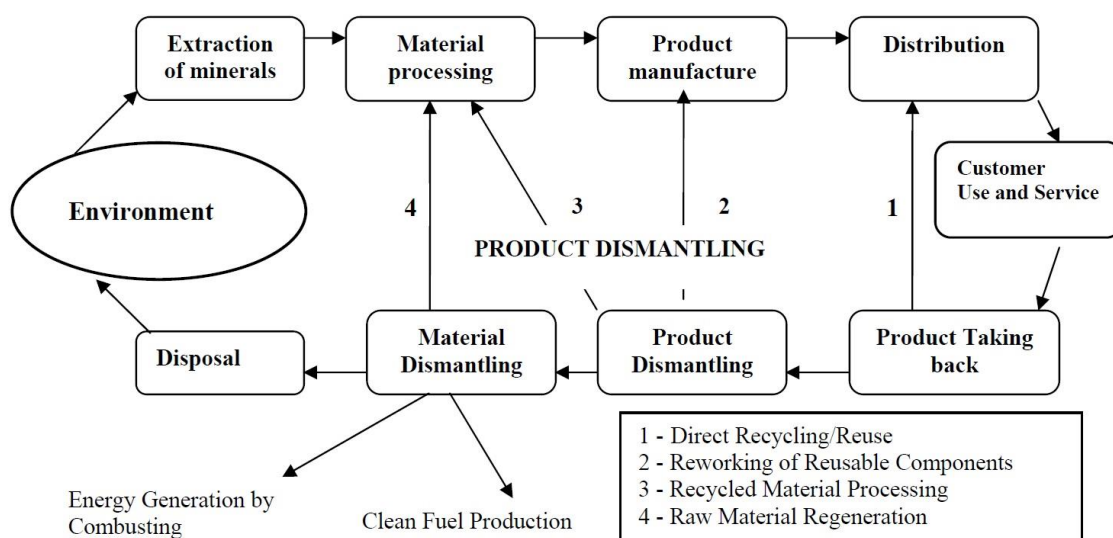 Extraction
of minerals
Material
processing
Product
manufacture
Distribution
Customer
Use and Service
Environment
4
3
2
1
PRODUCT DISMANTLING
Disposal
Material
Dismantling
Product
Dismantling
Product Taking
back
Energy Generation by
Combusting
Clean Fuel Production
1 - Direct Recycling/Reuse
2 - Reworking of Reusable Components
3 - Recycled Material Processing
4 - Raw Material Regeneration